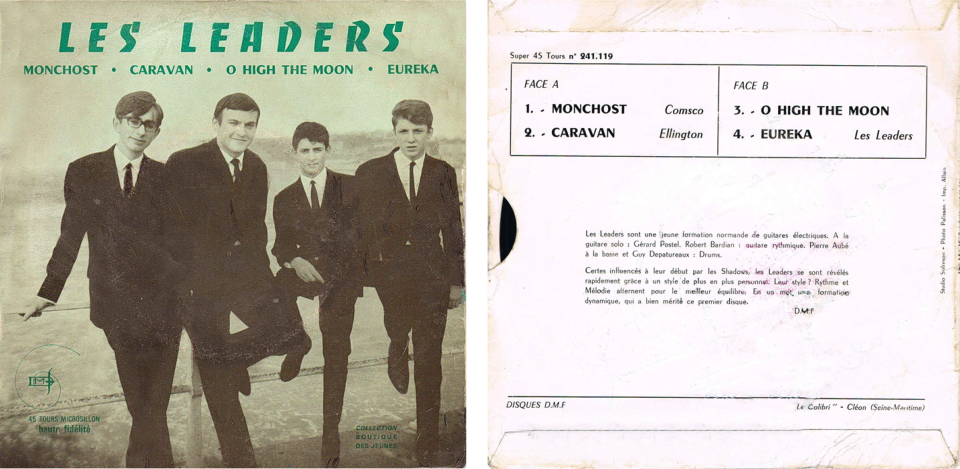 LES LEADERS
MONCHOST • CARAVAN • O HIGH THE MOON • EUREKA
DMF
45 TOURS MICROSILLON
haute fidélité
COLLECTION
BOUTIQUE
DES JEUNES
Super 45 Tours n° 241.119
FACE A
1. - MONCHOST Comsco
2. - CARAVAN Ellington
FACE B
3. - O HIGH THE MOON
4. - EUREKA Les Leaders
Les Leaders sont une jeune formation normande de guitares électriques. A la
guitare solo : Gérard Postel. Robert Bardian : guitare rythmique. Pierre Aubé
à la basse et Guy Depatureaux : Drums.
Certes influencés à leur début par les Shadows, les Leaders se sont révélés
rapidement grâce à un style de plus en plus personnel. Leur style ? Rythme et
Mélodie alternent pour le meilleur équilibre. En un mot une formation
dynamique, qui a bien mérité ce premier disque.
D.M.F.
DISQUES D.M.F
Le Colibri" - Cléon (Seine-Maritime)
Photo Palinson - Imp. Allain